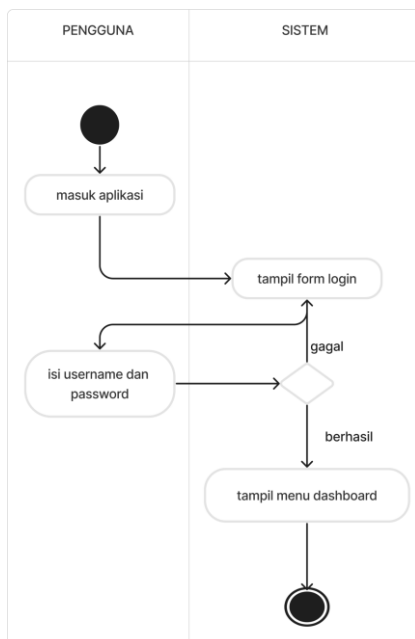 PENGGUNA
SISTEM
masuk aplikasi
tampil form login
gagal
isi username dan
password
berhasil
tampil menu dashboard